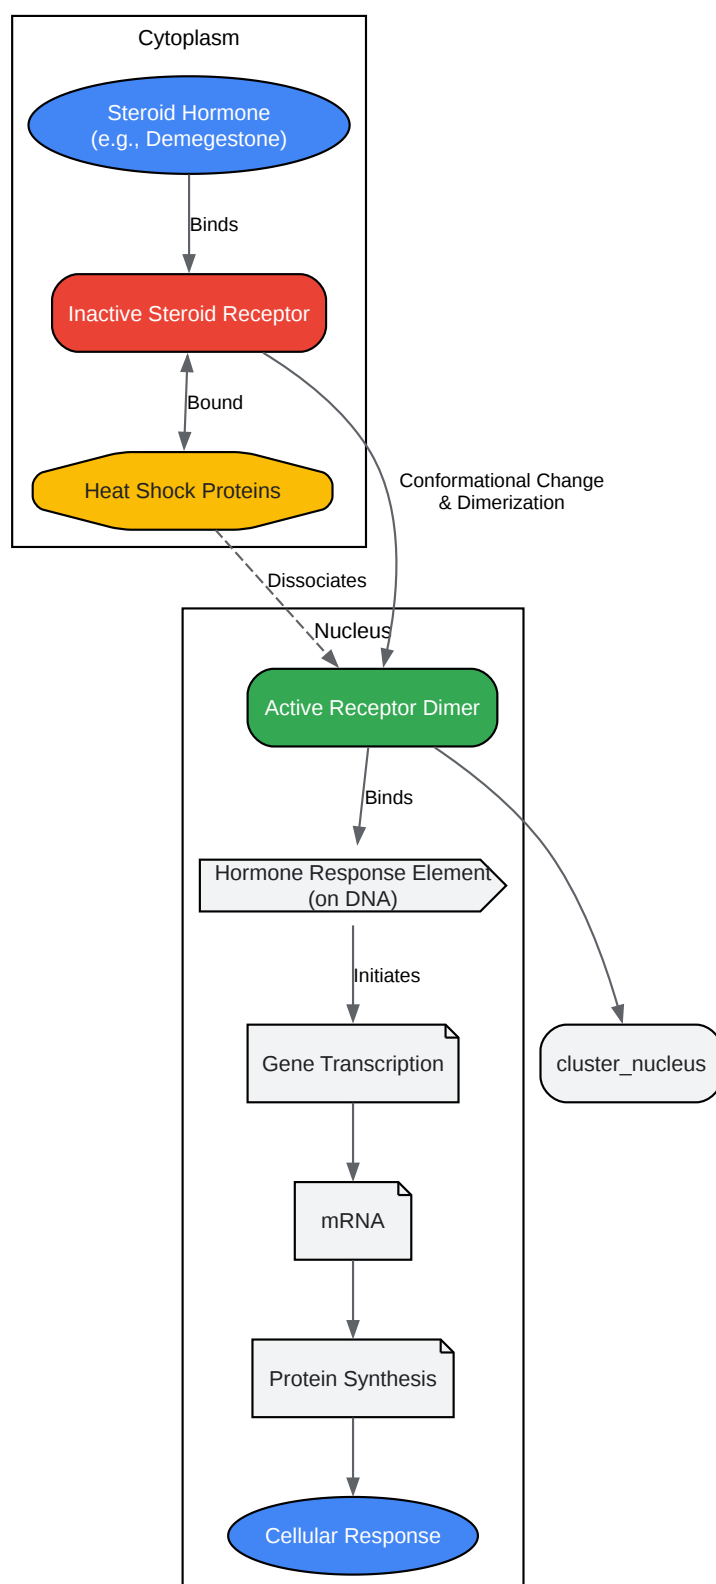 Cytoplasm
Steroid Hormone
(e.g., Demegestone)
Binds
Inactive Steroid Receptor
Bound
Heat Shock Proteins
Conformational Change
& Dimerization
Dissociates
Nucleus
Active Receptor Dimer
Binds
Hormone Response Element
(on DNA)
Initiates
Gene Transcription
cluster_nucleus
mRNA
Protein Synthesis
Cellular Response